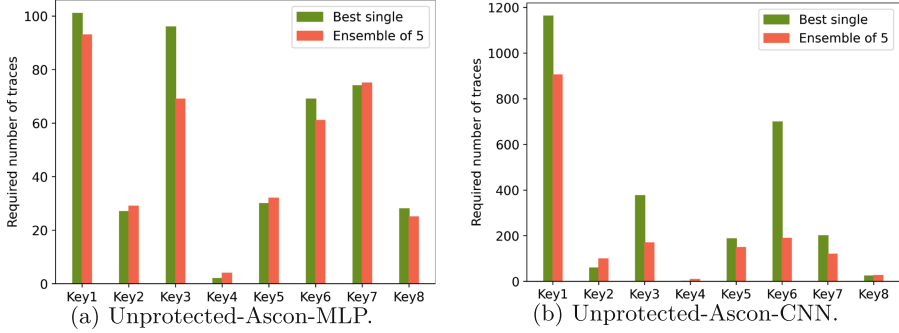 Best single
Ensemble of 5
Required number of traces
100
80
60
40
20
0
Key1 Key2 Key3 Key4 Key5 Key6 Key7 Key8
(a) Unprotected-Ascon-MLP.
Best single
Ensemble of 5
Required number of traces
1200
1000
800
600
400
200
0
Key1 Key2 Key3 Key4 Key5 Key6 Key7 Key8
(b) Unprotected-Ascon-CNN.